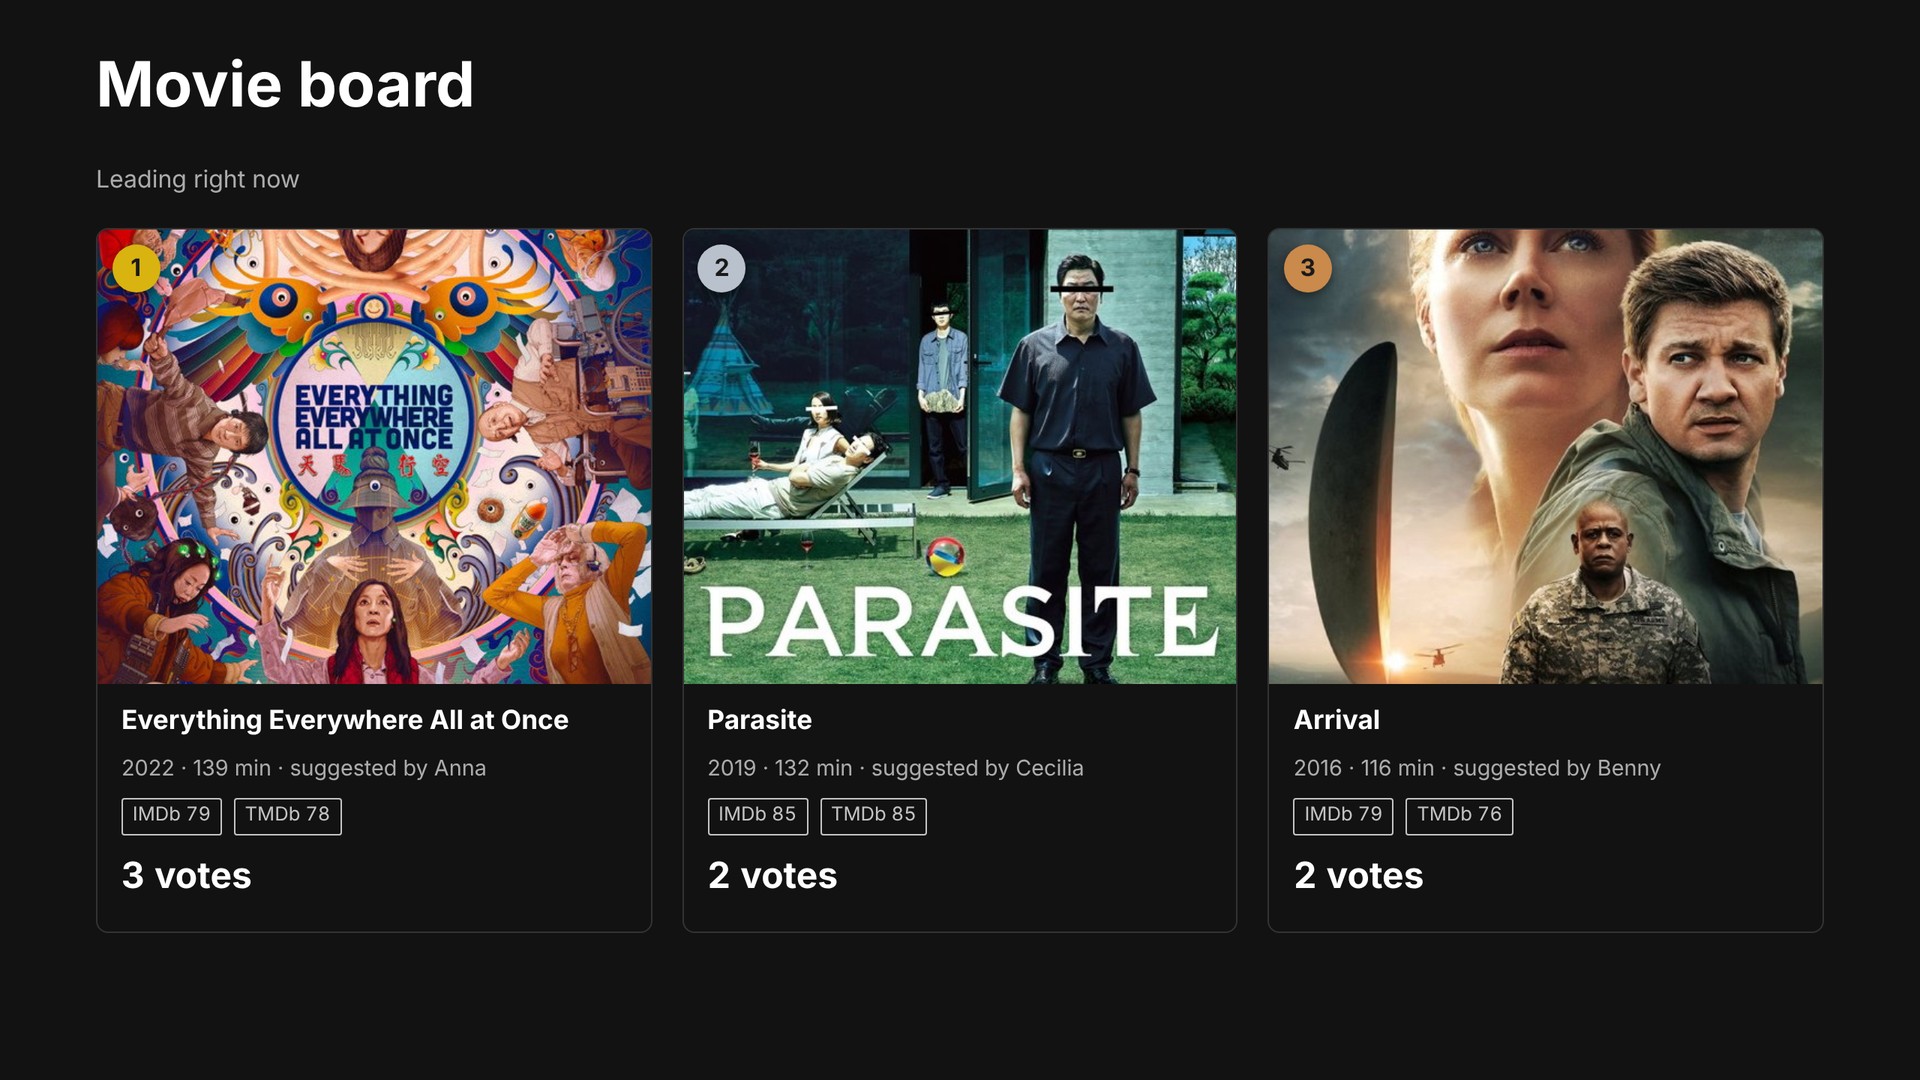 Movie board
Leading right now
1
EVERYTHING
EVERYWHERE
ALL AT ONCE
天馬行空
Everything Everywhere All at Once
2022 · 139 min · suggested by Anna
IMDb 79 TMDb 78
3 votes
2
PARASITE
Parasite
2019 · 132 min · suggested by Cecilia
IMDb 85 TMDb 85
2 votes
3
Arrival
2016 · 116 min · suggested by Benny
IMDb 79 TMDb 76
2 votes